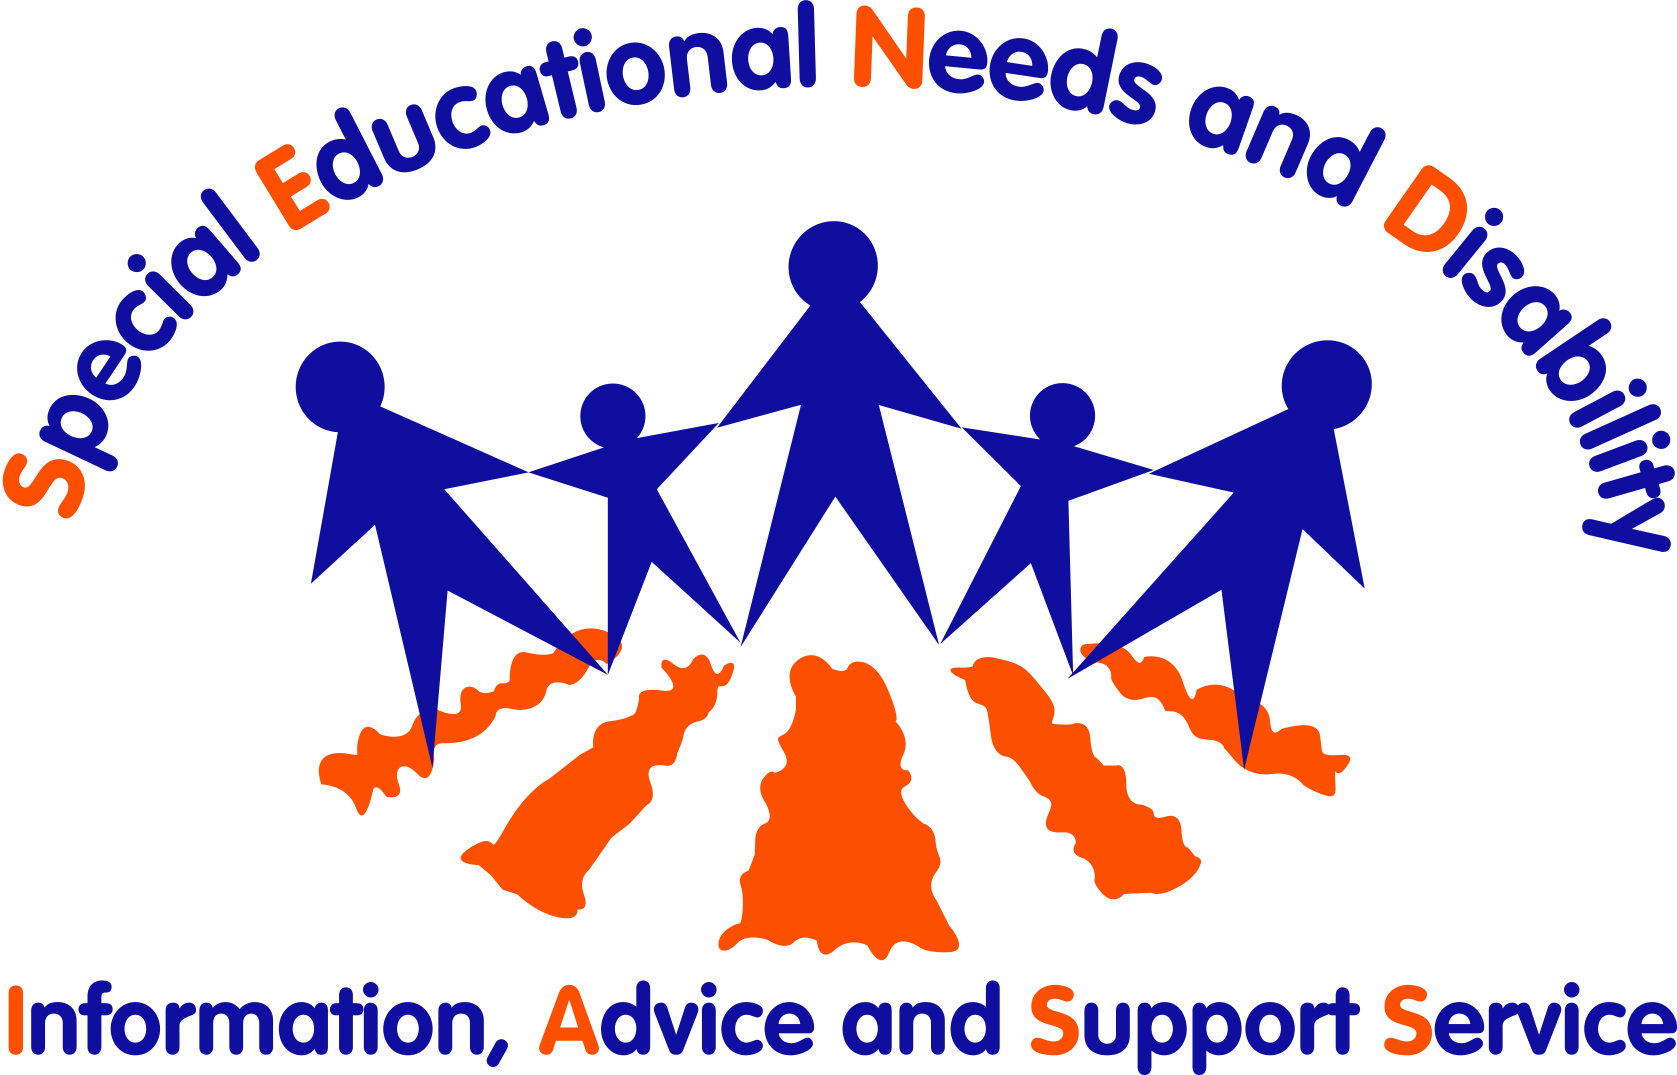 Special Educational Needs and Disability
Information, Advice and Support Service